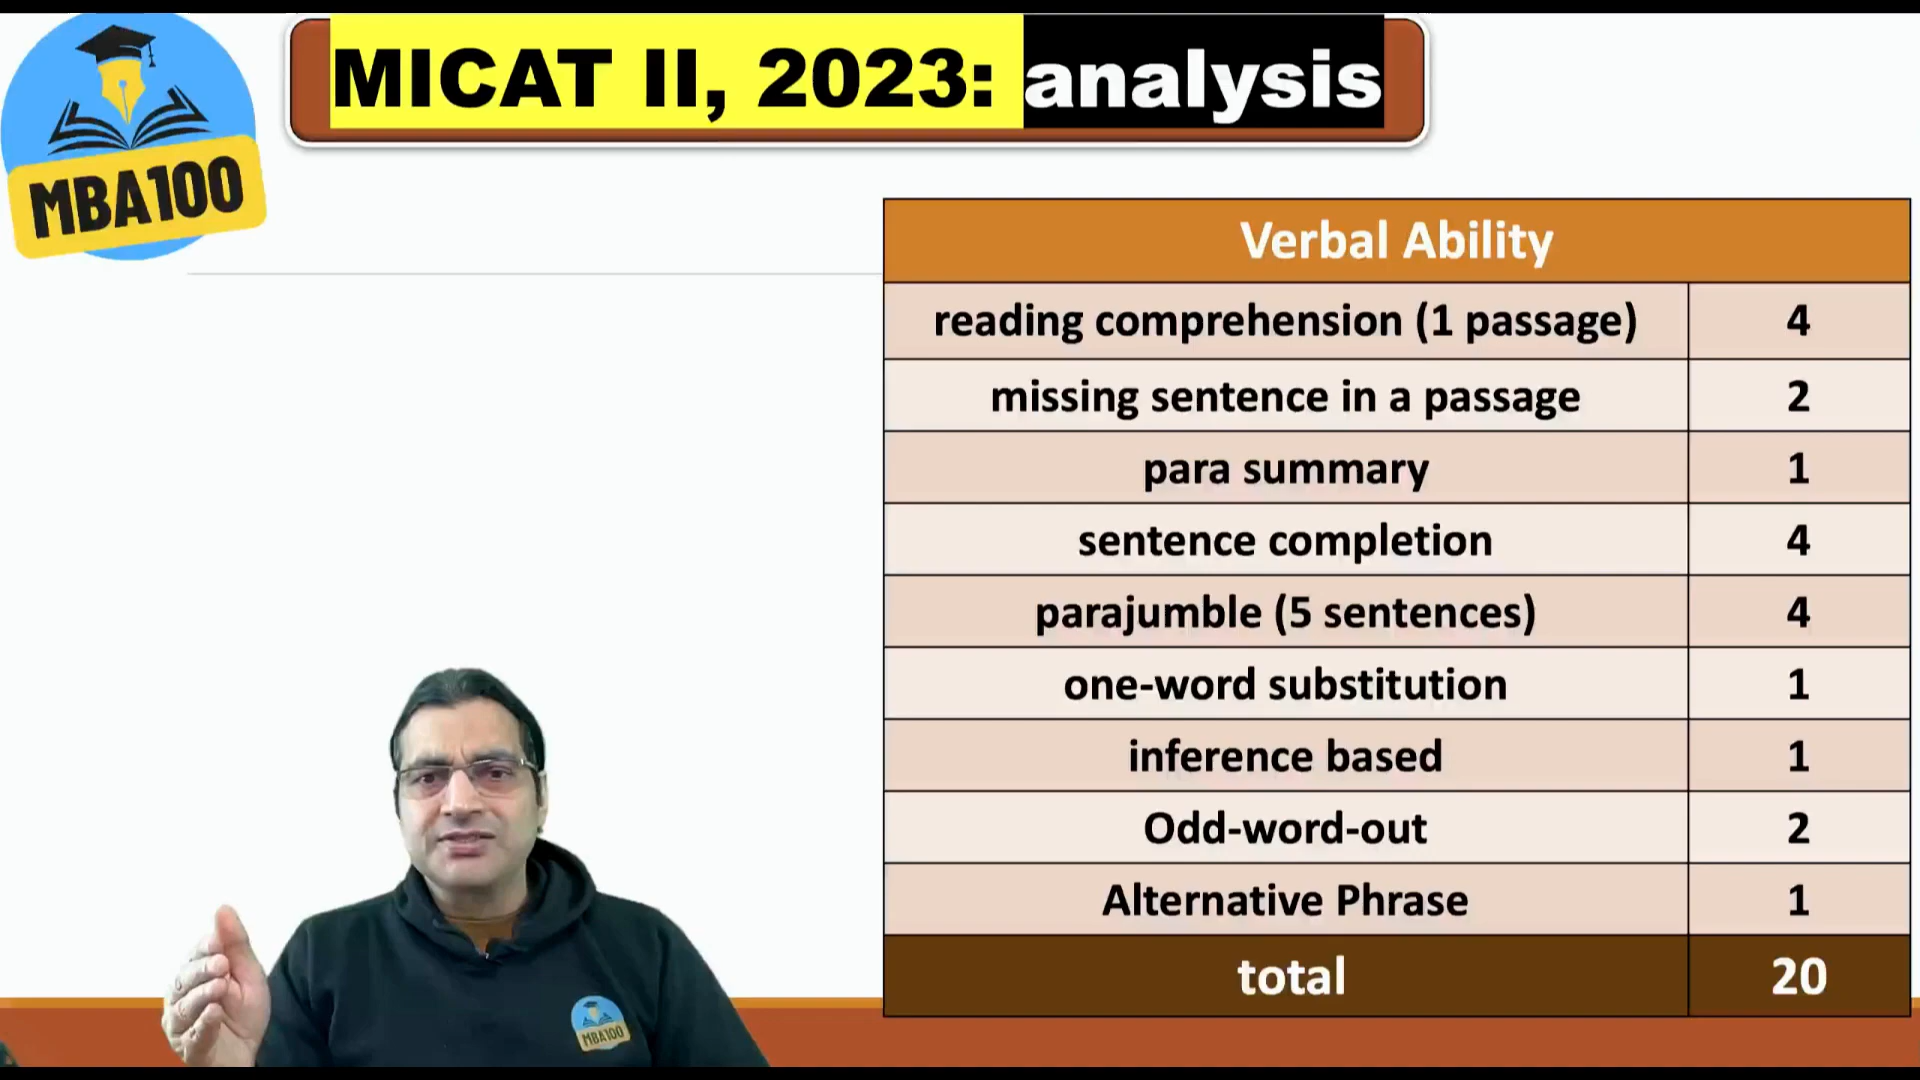 MICAT II, 2023: analysis
MBA100
Verbal Ability
reading comprehension (1 passage) 4
missing sentence in a passage 2
para summary 1
sentence completion 4
parajumble (5 sentences) 4
one-word substitution 1
inference based 1
Odd-word-out 2
Alternative Phrase 1
total 20
MBA100